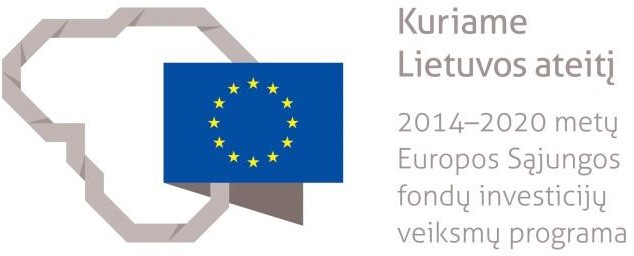 Kuriame
Lietuvos ateitį
2014–2020 metų
Europos Sąjungos
fondų investicijų
veiksmų programa